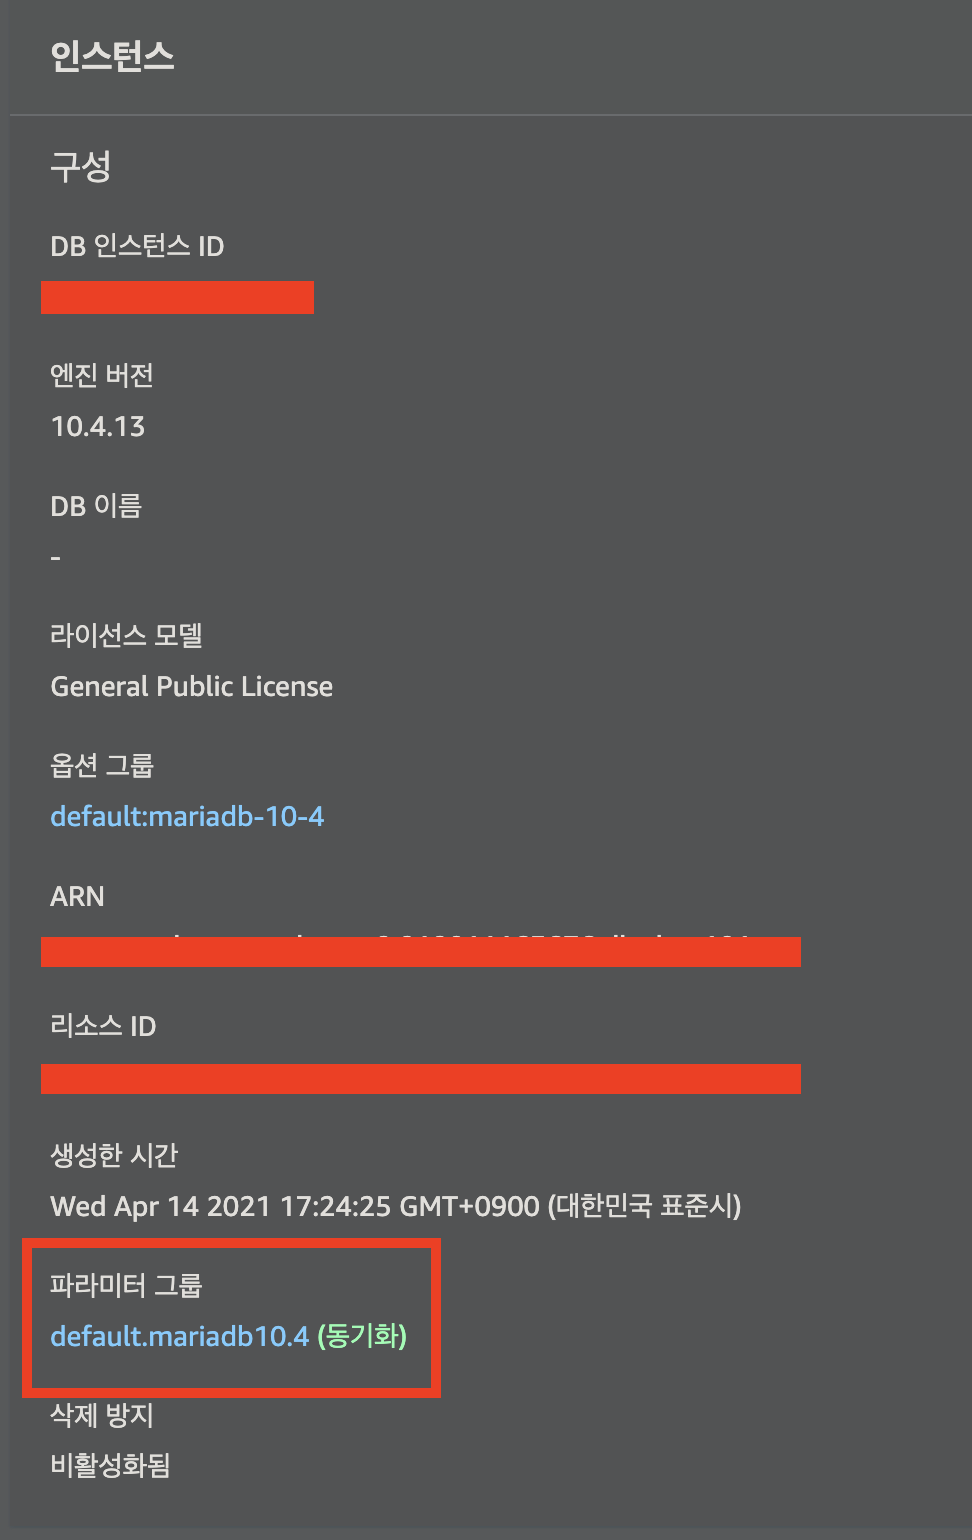 인스턴스
구성
DB 인스턴스 ID
엔진 버전
10.4.13
DB 이름
-
라이선스 모델
General Public License
옵션 그룹
default:mariadb-10-4
ARN
리소스 ID
생성한 시간
Wed Apr 14 2021 17:24:25 GMT+0900 (대한민국 표준시)
파라미터 그룹
default.mariadb10.4 (동기화)
삭제 방지
비활성화됨